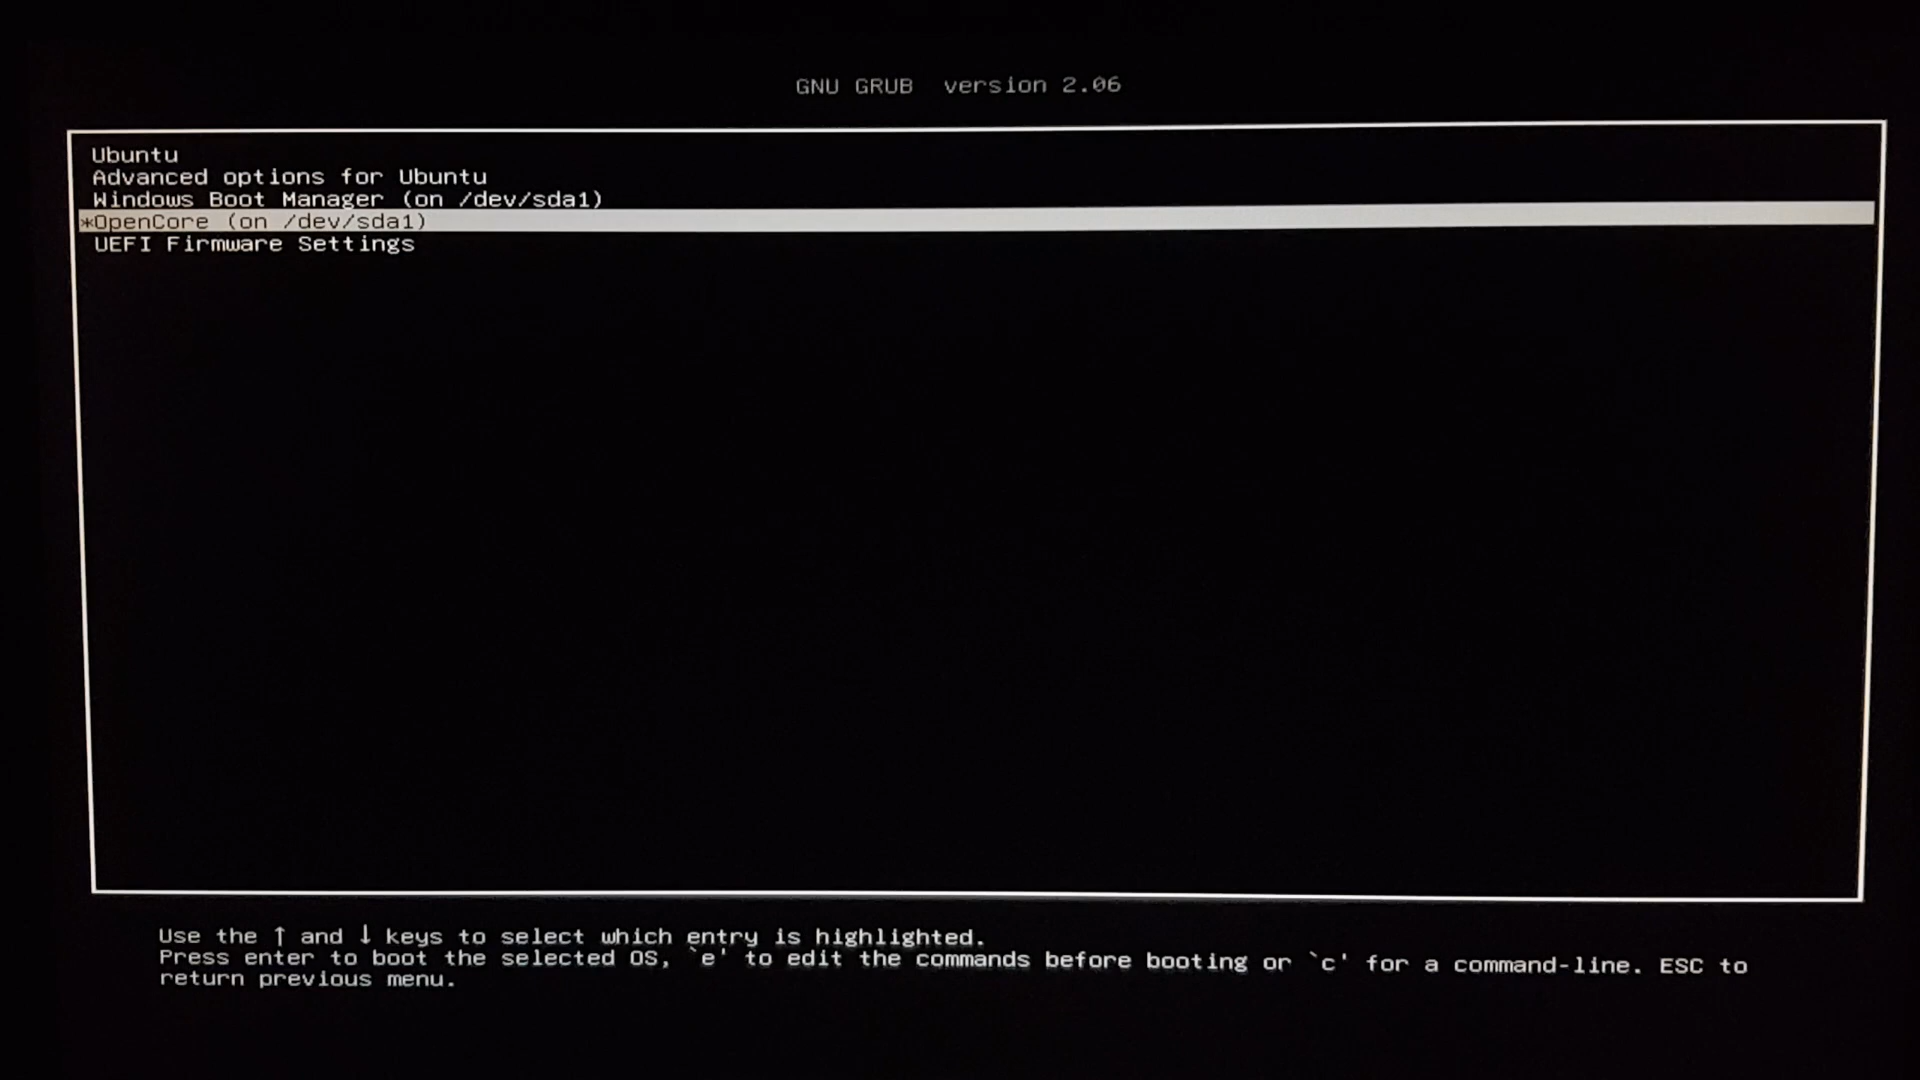 GNU GRUB  version 2.06
Ubuntu
Advanced options for Ubuntu
Windows Boot Manager (on /dev/sda1)
*OpenCore (on /dev/sda1)
UEFI Firmware Settings
Use the ↑ and ↓ keys to select which entry is highlighted.
Press enter to boot the selected OS, `e' to edit the commands before booting or `c' for a command-line. ESC to
return previous menu.